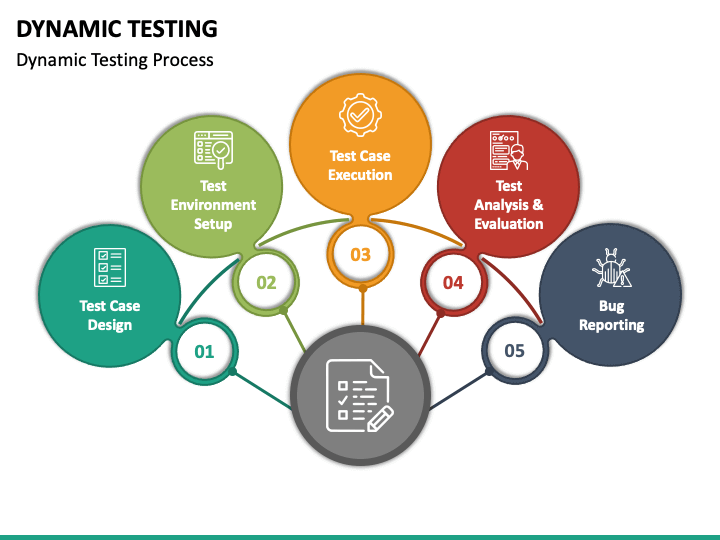 DYNAMIC TESTING
Dynamic Testing Process
Test Case
Design
01
Test
Environment
Setup
02
Test Case
Execution
03
Test
Analysis &
Evaluation
04
Bug
Reporting
05